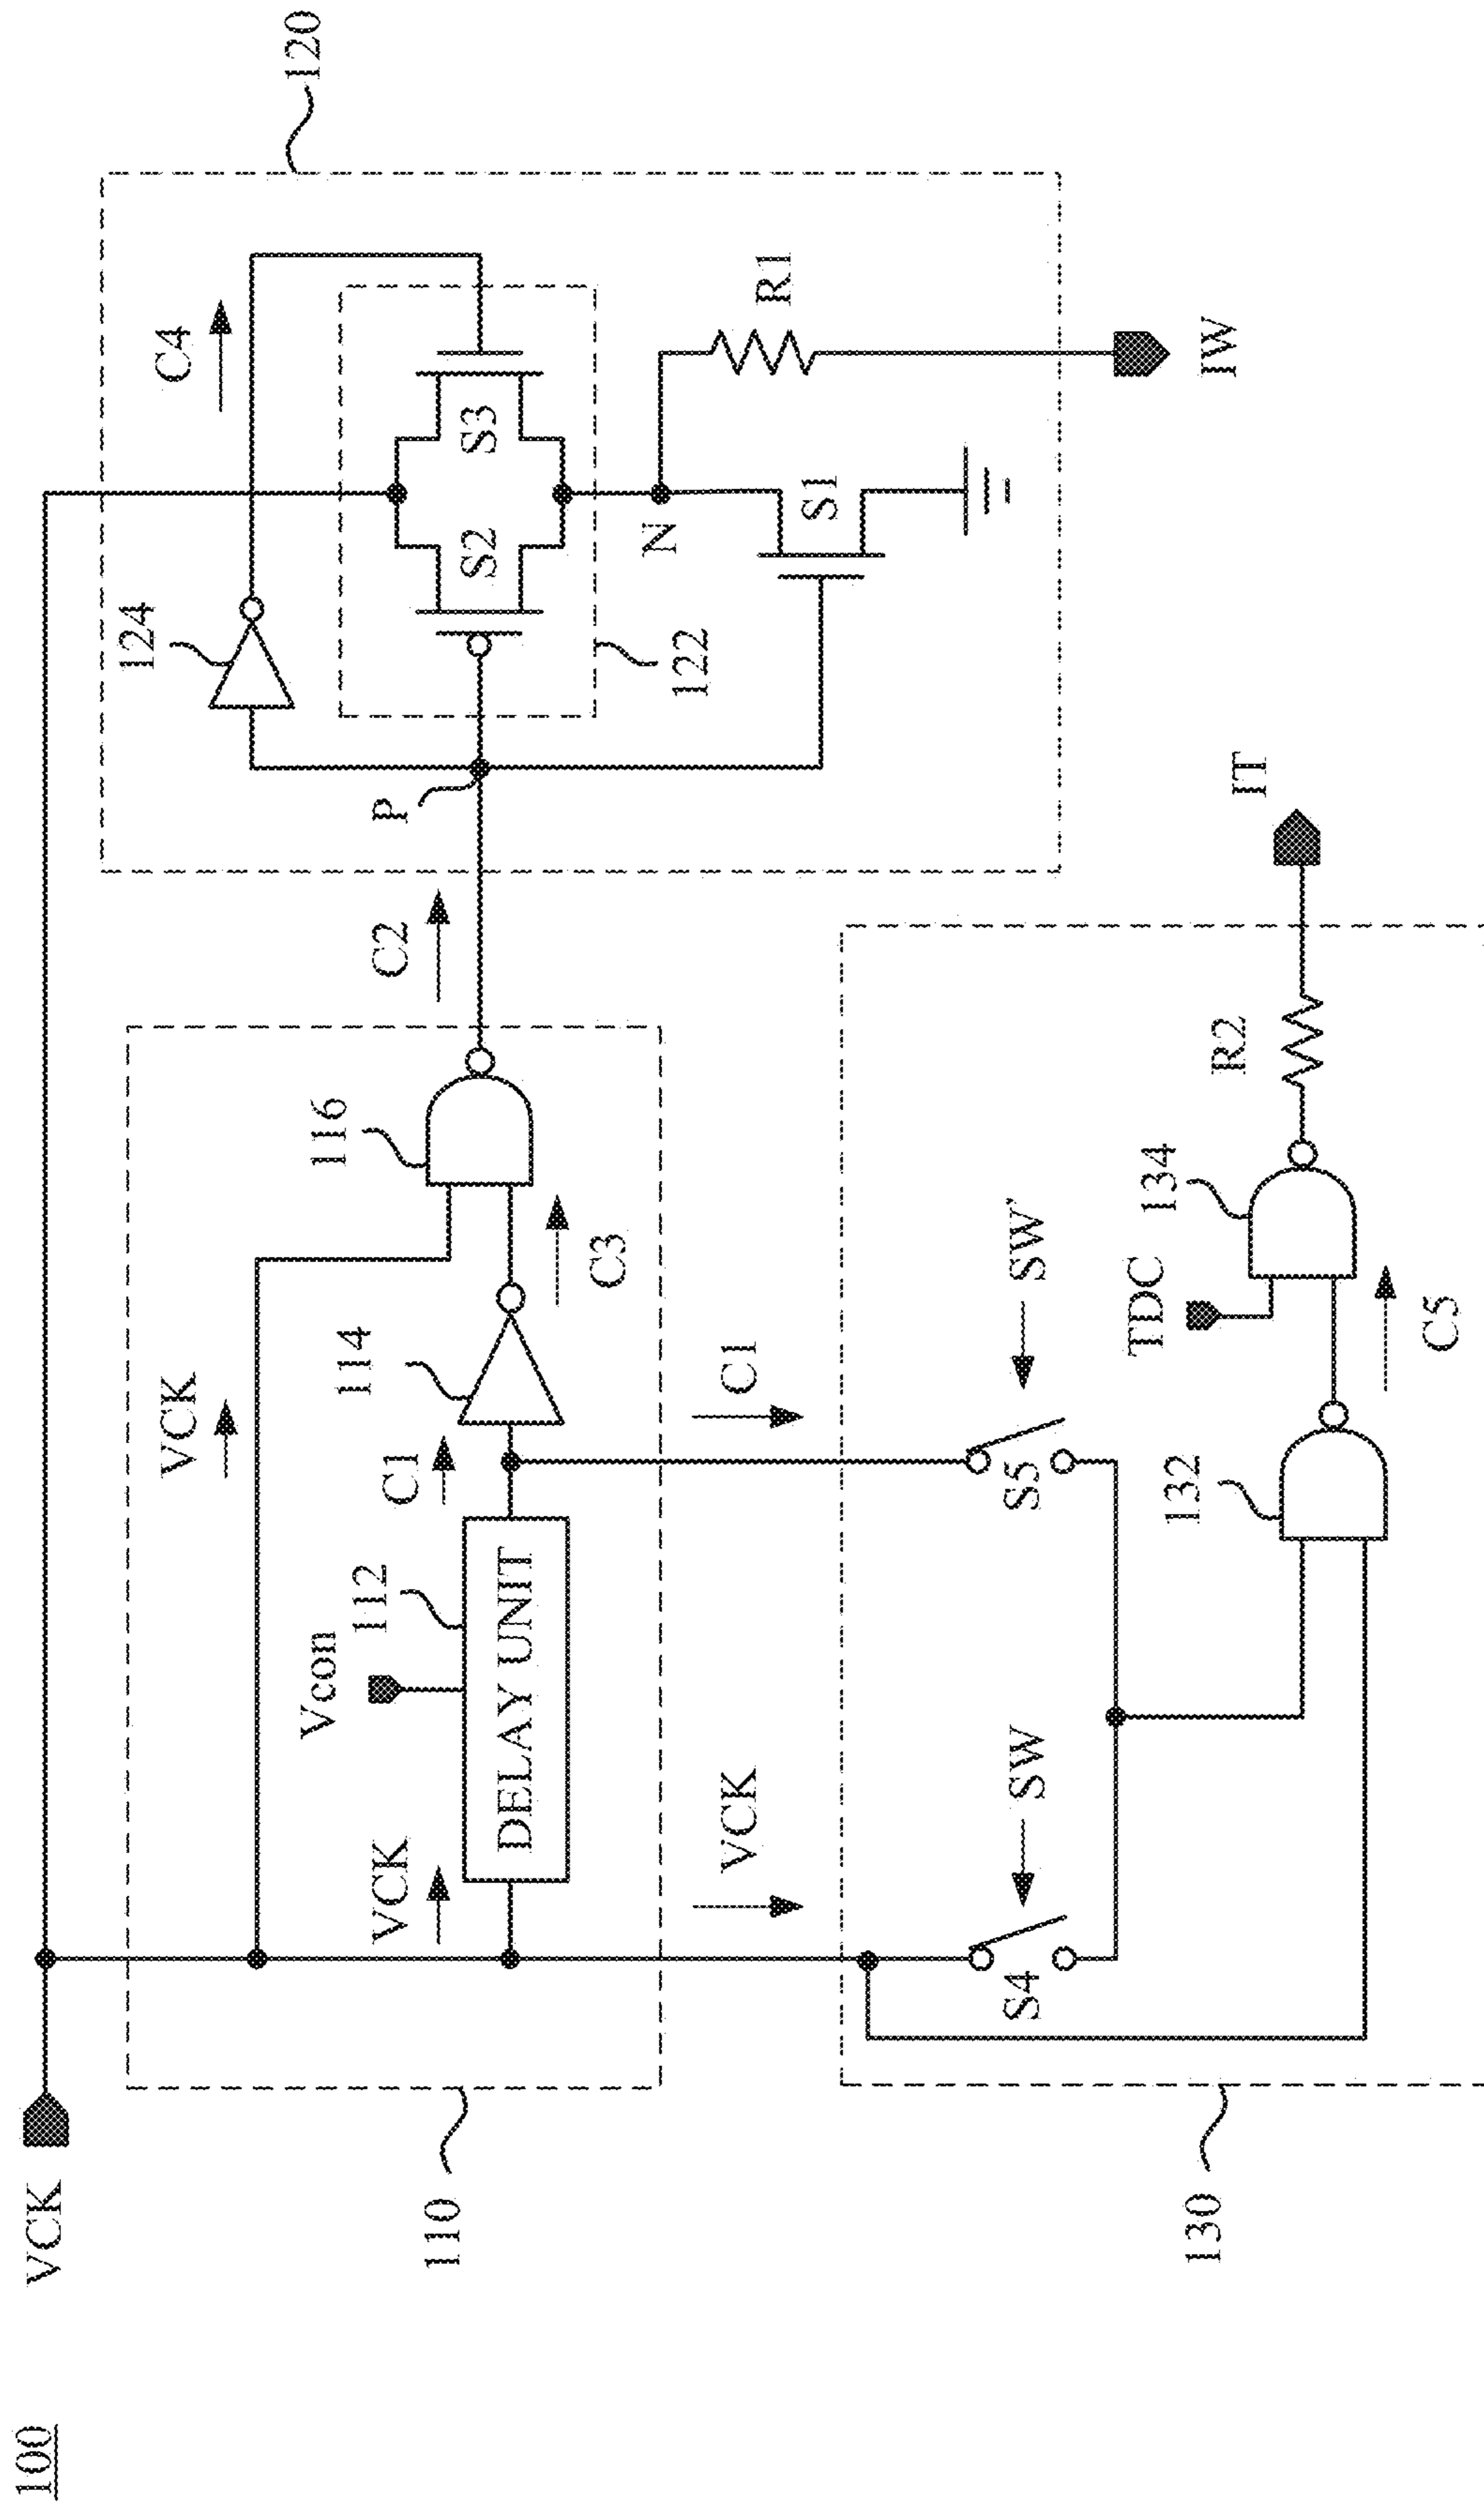 100
VCK
110
VCK
Vcon
112
DELAY UNIT
VCK
C1
114
C3
116
C2
P
124
C4
S2
S3
122
N
S1
R1
120
IW
VCK
C1
130
S4
SW
S5
SW'
132
C5
TDC
134
R2
IT